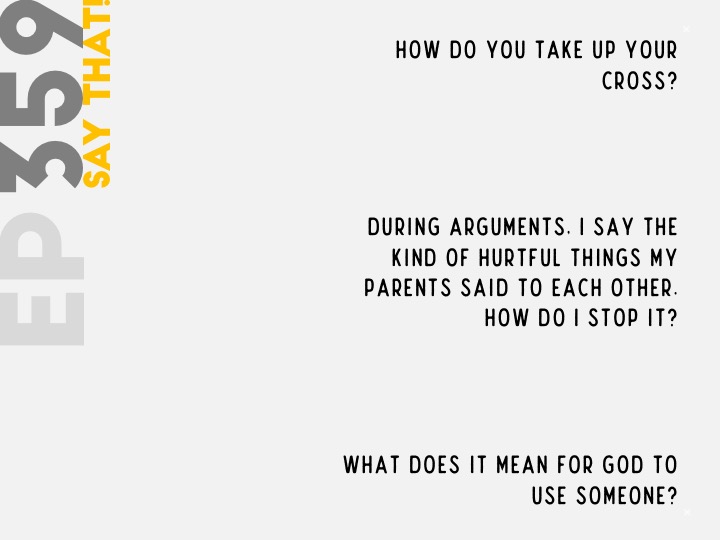 EP 359
SAY THAT!
HOW DO YOU TAKE UP YOUR
CROSS?
DURING ARGUMENTS, I SAY THE
KIND OF HURTFUL THINGS MY
PARENTS SAID TO EACH OTHER.
HOW DO I STOP IT?
WHAT DOES IT MEAN FOR GOD TO
USE SOMEONE?